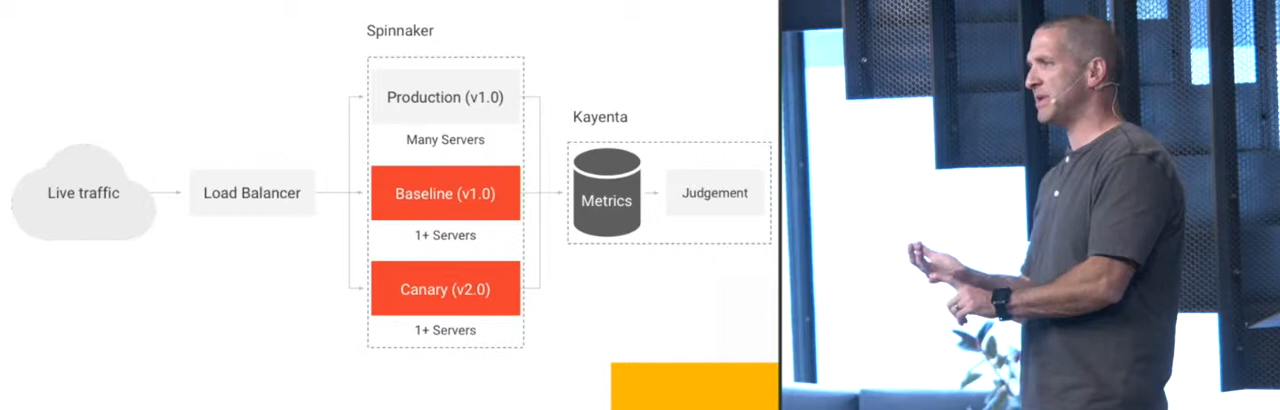 Spinnaker
Production (v1.0)
Many Servers
Kayenta
Live traffic
Load Balancer
Baseline (v1.0)
Metrics
Judgement
1+ Servers
Canary (v2.0)
1+ Servers